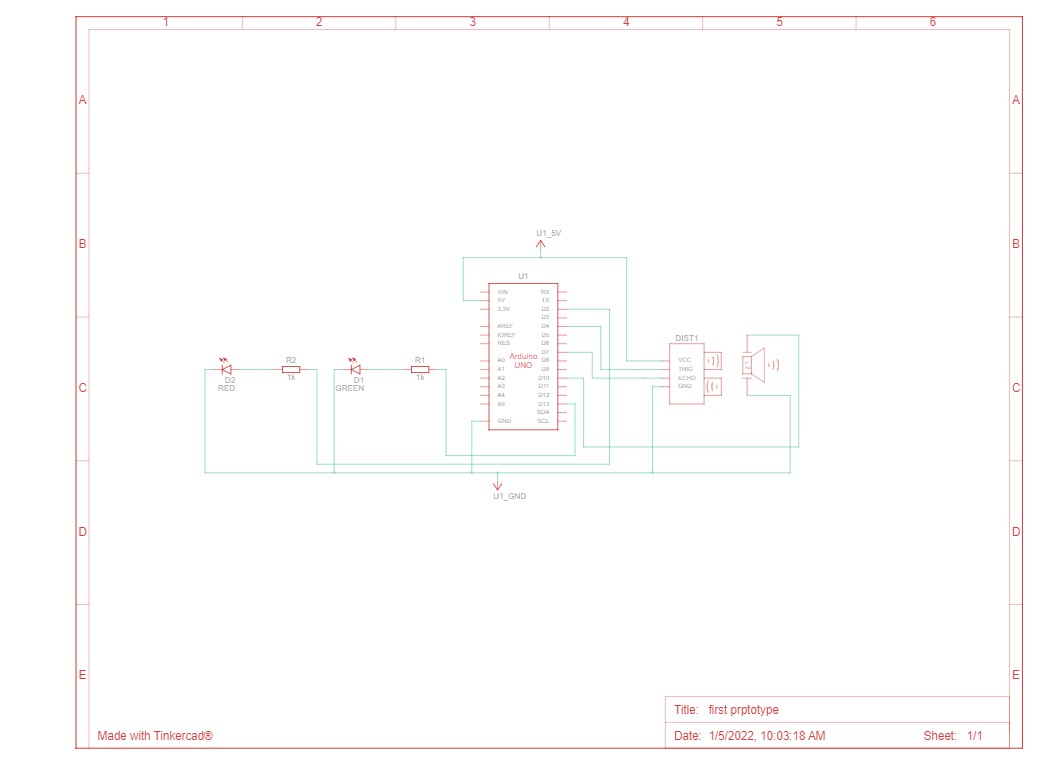 1 2 3 4 5 6
A A
B B
C C
D D
E E
U1_5V
U1
VIN RX
5V TX
3.3V D2
D3
AREF D4
IOREF D5
RES D6
D7
A0 D8
A1 D9
A2 D10
A3 D11
A4 D12
A5 D13
SDA
GND SCL
Arduino
UNO
D2
RED
R2
1k
D1
GREEN
R1
1k
DIST1
VCC
TRIG
ECHO
GND
1 2
U1_GND
Title: first prptotype
Date: 1/5/2022, 10:03:18 AM Sheet: 1/1
Made with Tinkercad®